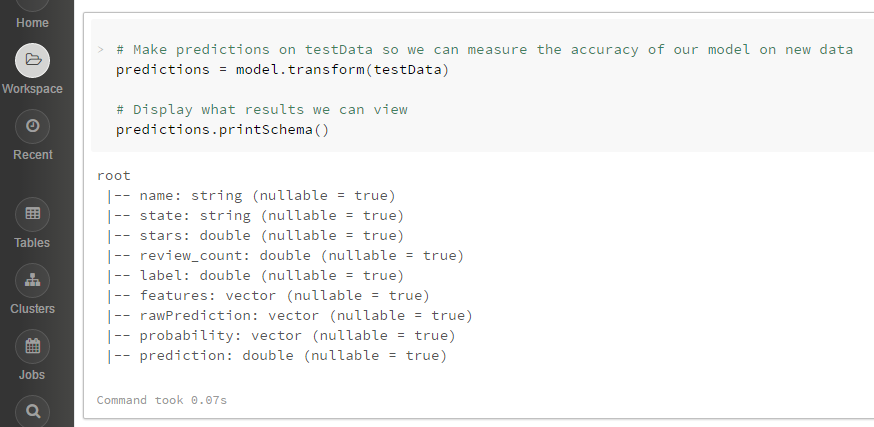 Home
Workspace
Recent
Tables
Clusters
Jobs
> # Make predictions on testData so we can measure the accuracy of our model on new data
predictions = model.transform(testData)
# Display what results we can view
predictions.printSchema()
root
|-- name: string (nullable = true)
|-- state: string (nullable = true)
|-- stars: double (nullable = true)
|-- review_count: double (nullable = true)
|-- label: double (nullable = true)
|-- features: vector (nullable = true)
|-- rawPrediction: vector (nullable = true)
|-- probability: vector (nullable = true)
|-- prediction: double (nullable = true)
Command took 0.07s